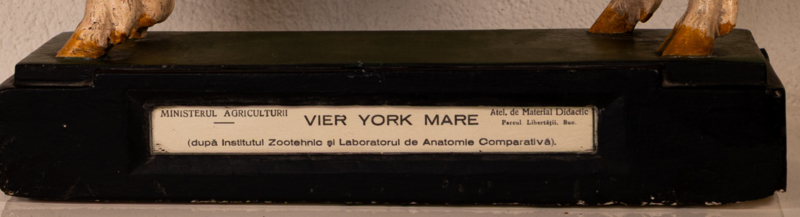 MINISTERUL AGRICULTURII
VIER YORK MARE
Atel. de Material Didactic
Parcul Libertății, Buc.
(după Institutul Zootehnic și Laboratorul de Anatomie Comparativă).